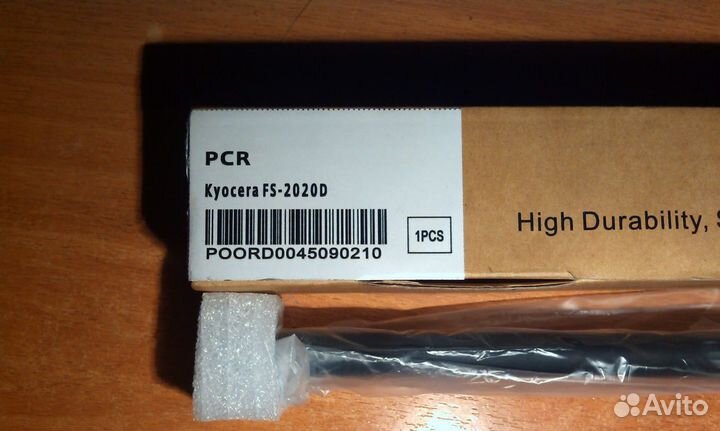 PCR
Kyocera FS-2020D
POORD0045090210
1PCS
High Durability,
Avito